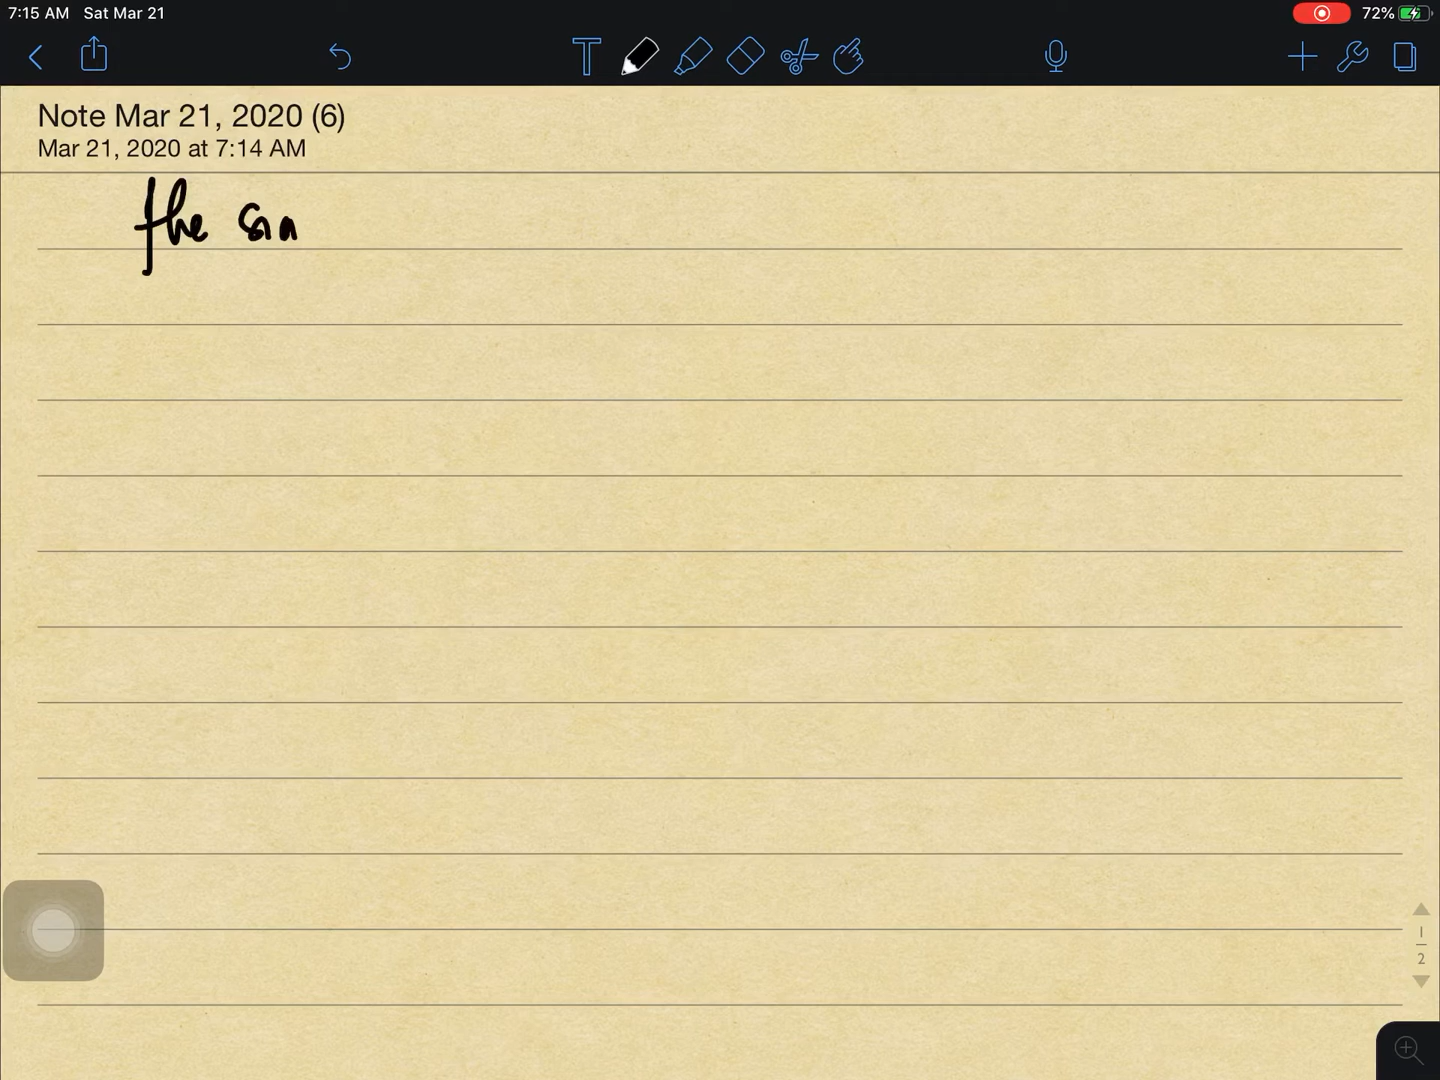 7:15 AM Sat Mar 21 72%
Note Mar 21, 2020 (6)
Mar 21, 2020 at 7:14 AM
the
1
2